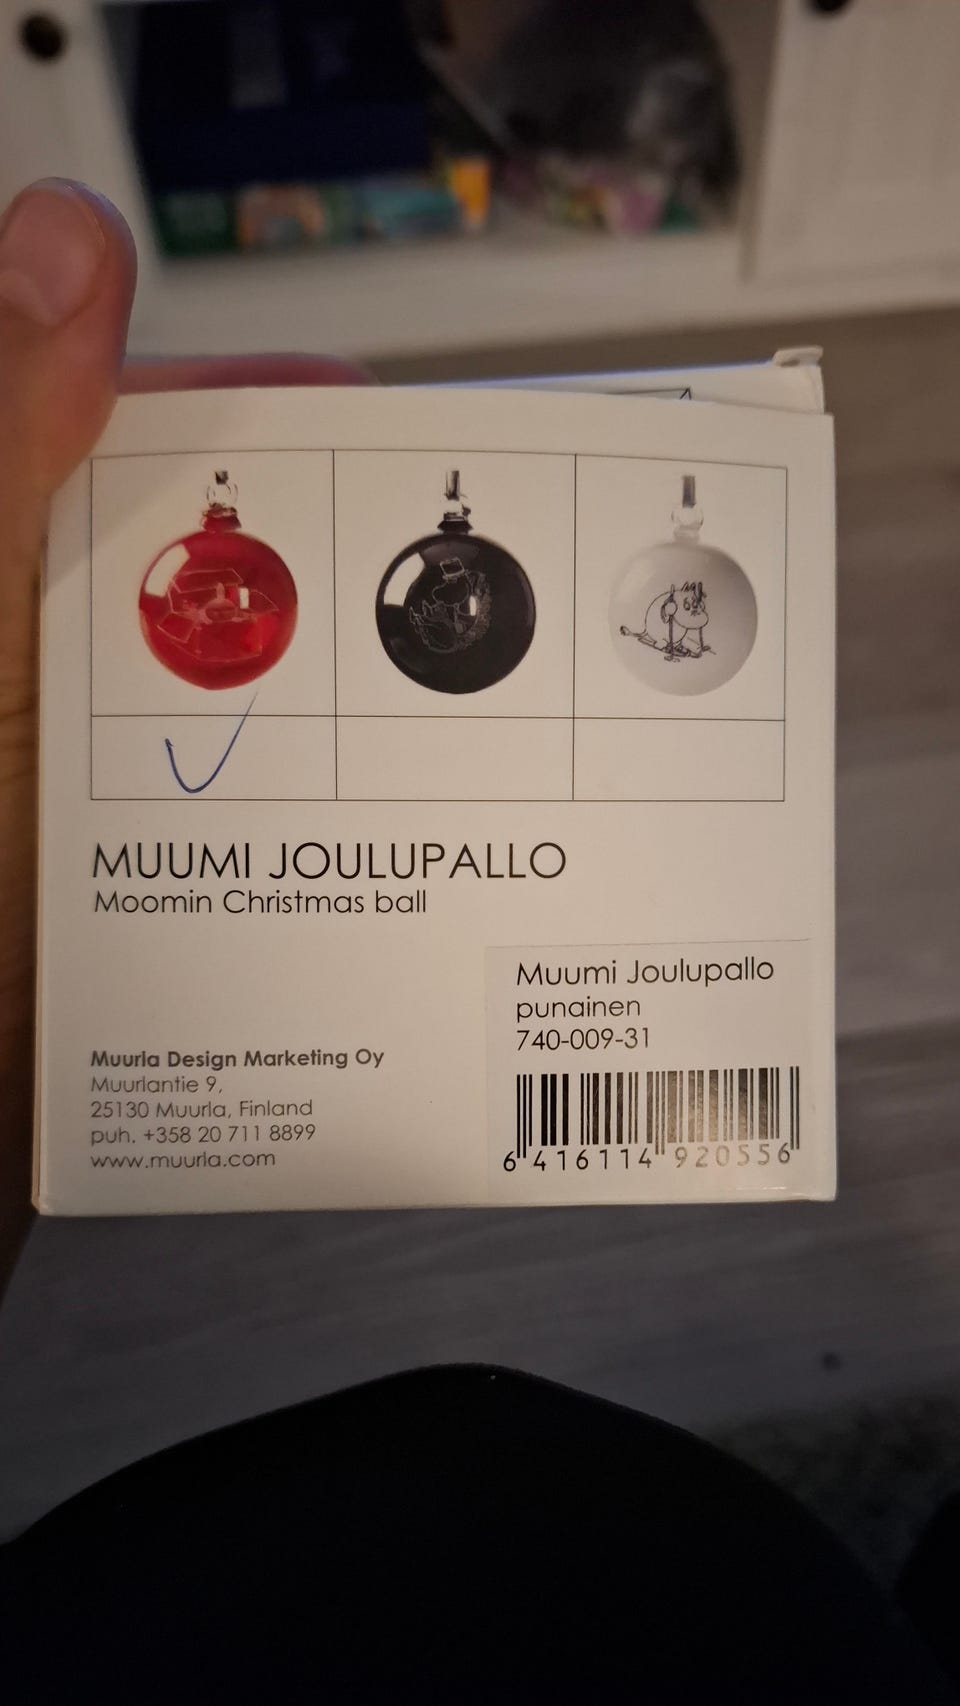 MUUMI JOULUPALLO
Moomin Christmas ball
Muumi Joulupallo
punainen
740-009-31
6 416114 920556
Muurla Design Marketing Oy
Muurlantie 9,
25130 Muurla, Finland
puh. +358 20 711 8899
www.muurla.com